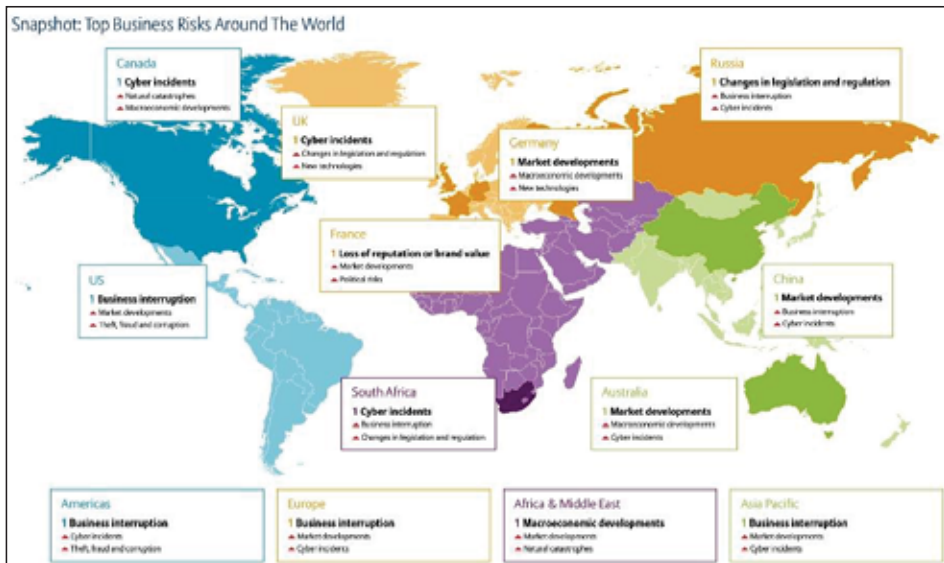 Snapshot: Top Business Risks Around The World
Canada
1 Cyber incidents
Natural catastrophes
Macroeconomic developments
Russia
1 Changes in legislation and regulation
Business interruption
Cyber incidents
UK
1 Cyber incidents
Changes in legislation and regulation
New technologies
Germany
1 Market developments
Macroeconomic developments
New technologies
France
1 Loss of reputation or brand value
Market developments
Political risks
US
1 Business interruption
Market developments
Theft, fraud and corruption
China
1 Market developments
Business interruption
Cyber incidents
South Africa
1 Cyber incidents
Business interruption
Changes in legislation and regulation
Australia
1 Market developments
Macroeconomic developments
Cyber incidents
Americas
1 Business interruption
Cyber incidents
Theft, fraud and corruption
Europe
1 Business interruption
Market developments
Cyber incidents
Africa & Middle East
1 Macroeconomic developments
Market developments
Natural catastrophes
Asia Pacific
1 Business interruption
Market developments
Cyber incidents